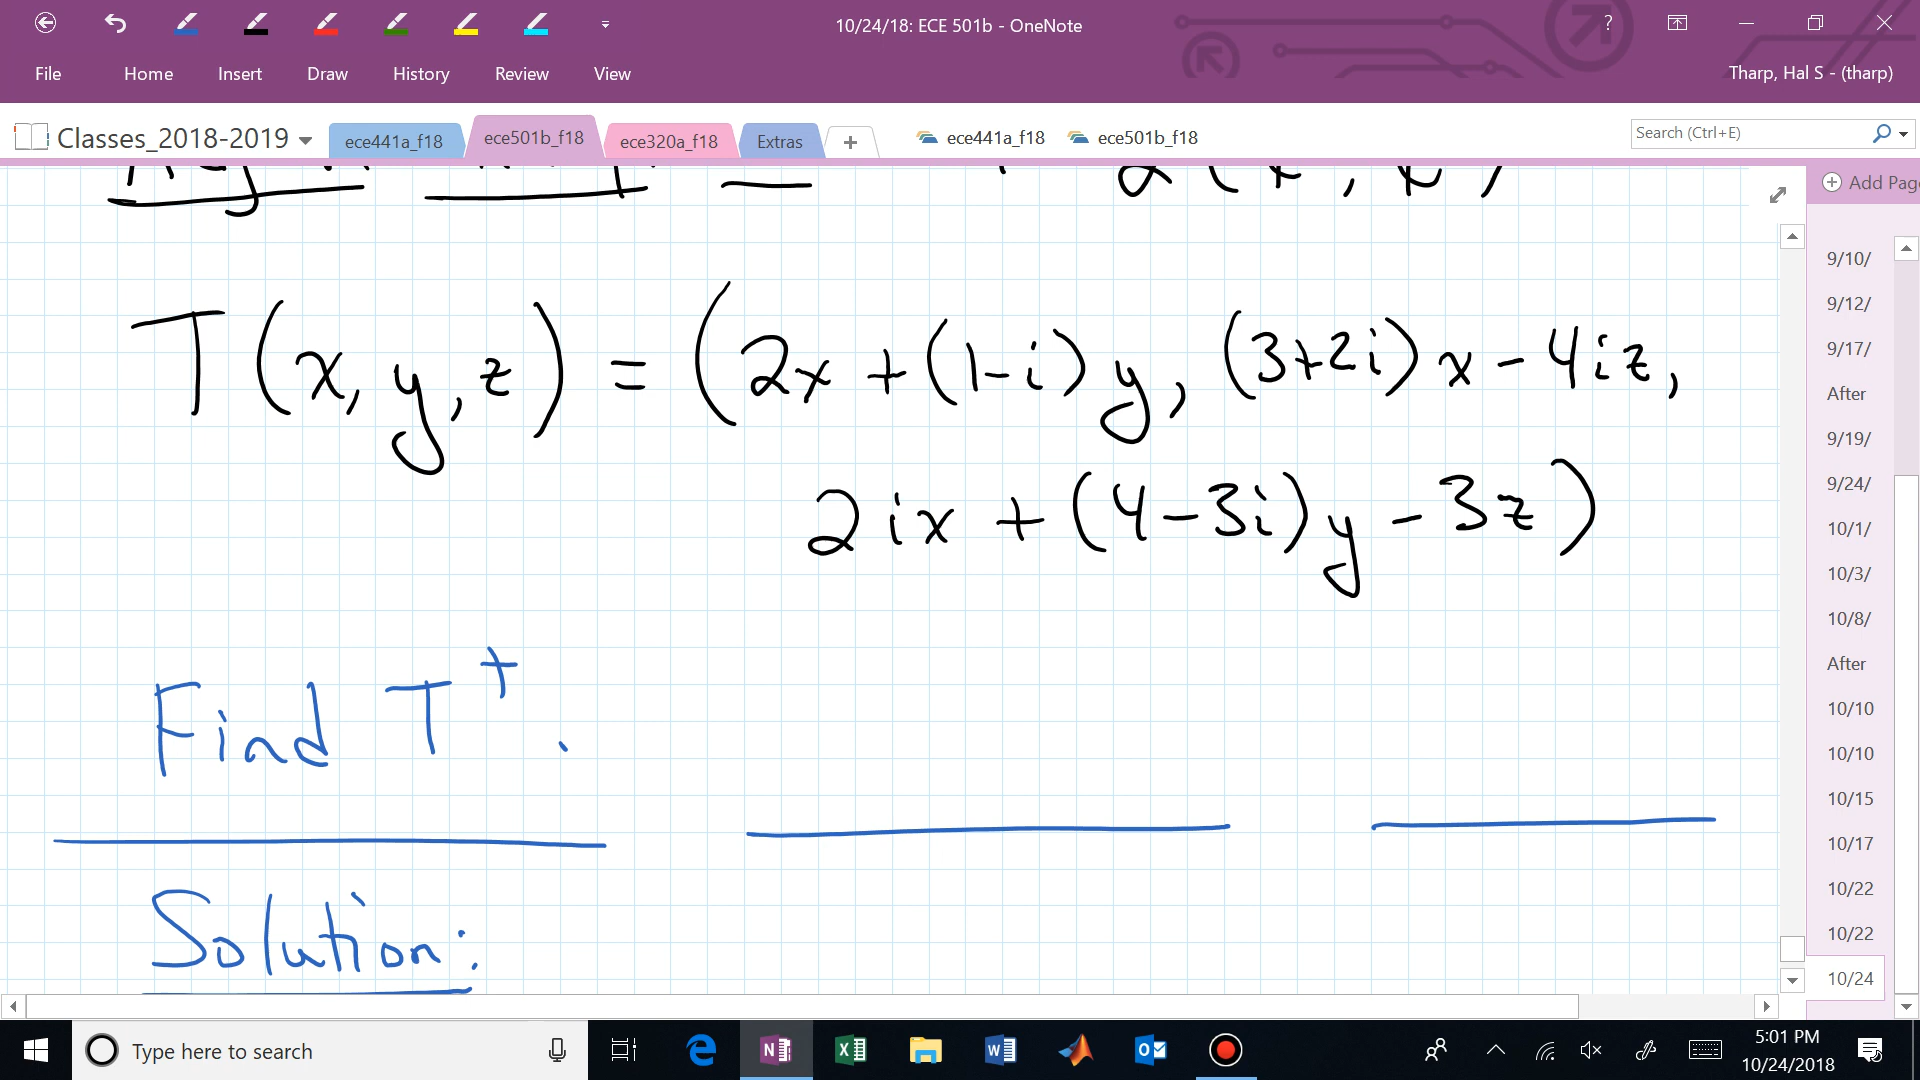 10/24/18: ECE 501b - OneNote
?
File Home Insert Draw History Review View
Tharp, Hal S - (tharp)
Classes_2018-2019
ece441a_f18 ece501b_f18 ece320a_f18 Extras + ece441a_f18 ece501b_f18
Search (Ctrl+E)
T(x, y, z) = (2x + (1-i)y, (3+2i)x - 4iz,
2ix + (4-3i)y - 3z)
Find T⁺.
Solution:
Add Pag
9/10/
9/12/
9/17/
After
9/19/
9/24/
10/1/
10/3/
10/8/
After
10/10
10/10
10/15
10/17
10/22
10/22
10/24
Type here to search
5:01 PM
10/24/2018